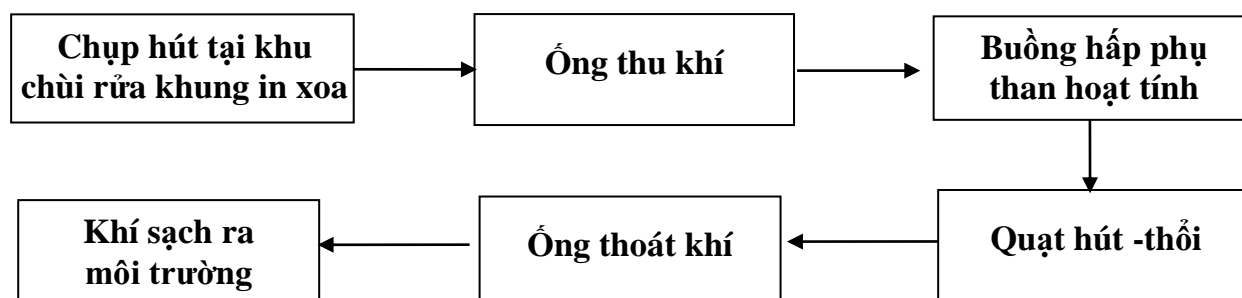 Chụp hút tại khu
chùi rửa khung in xoa
Ống thu khí
Buồng hấp phụ
than hoạt tính
Quạt hút -thổi
Ống thoát khí
Khí sạch ra
môi trường